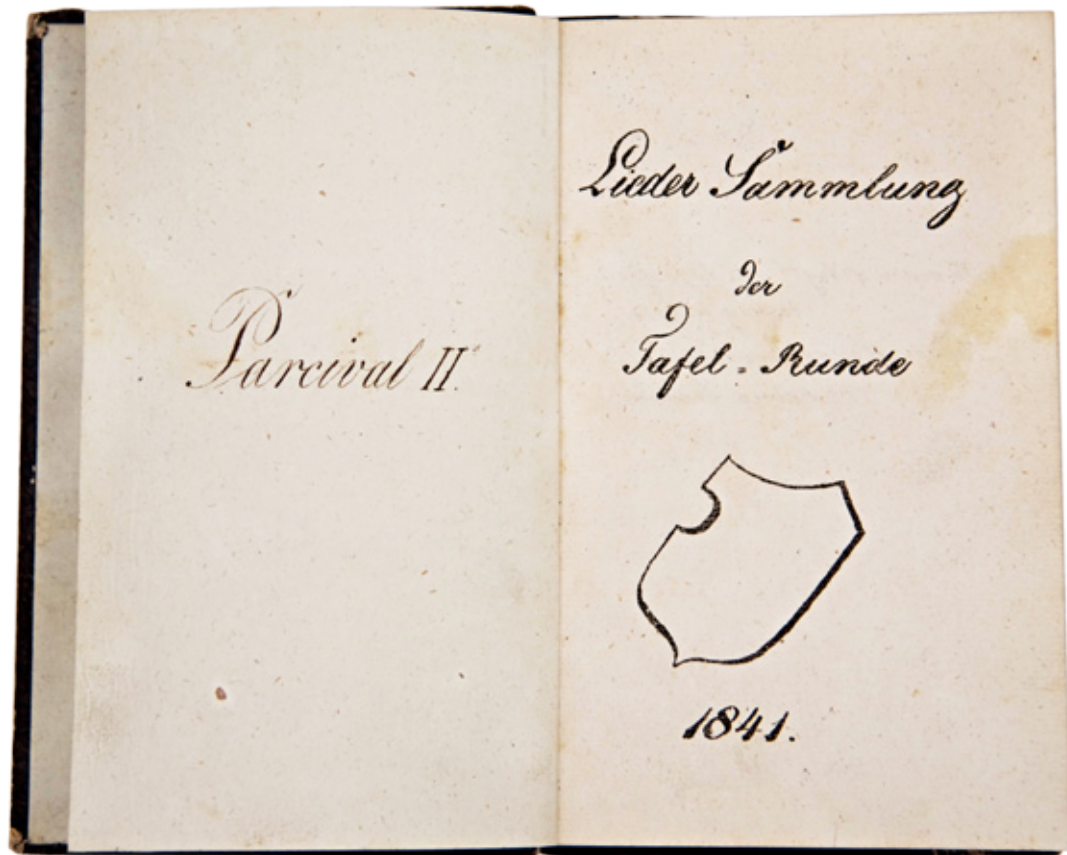 Parcival II.
Lieder Sammlung
der
Tafel-Runde
1841.